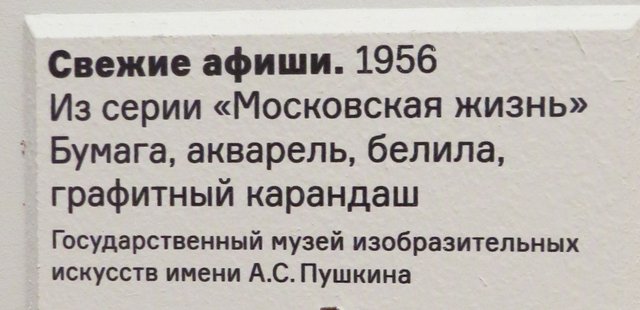 Свежие афиши. 1956
Из серии «Московская жизнь»
Бумага, акварель, белила,
графитный карандаш
Государственный музей изобразительных
искусств имени А.С. Пушкина